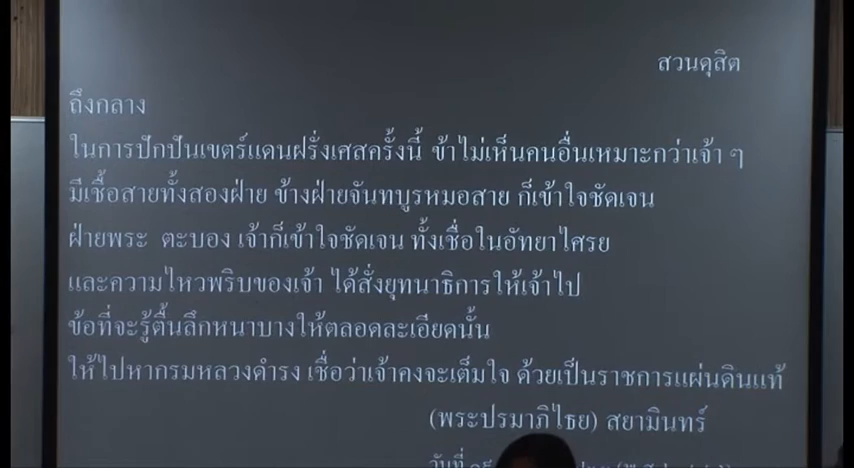 สวนดุสิต
ถึงกลาง
ในการปักปันเขตร์แดนฝรั่งเศสครั้งนี้ ข้าไม่เห็นคนอื่นเหมาะกว่าเจ้า ๆ
มีเชื้อสายทั้งสองฝ่าย ข้างฝ่ายจันทบูรหมอสาย ก็เข้าใจชัดเจน
ฝ่ายพระ ตะบอง เจ้าก็เข้าใจชัดเจน ทั้งเชื่อในอัทยาไศรย
และความไหวพริบของเจ้า ได้สั่งยุทนาธิการให้เจ้าไป
ข้อที่จะรู้ตื้นลึกหนาบางให้ตลอดละเอียดนั้น
ให้ไปหากรมหลวงดำรง เชื่อว่าเจ้าคงจะเต็มใจ ด้วยเป็นราชการแผ่นดินแท้
(พระปรมาภิไธย) สยามินทร์
วันที่